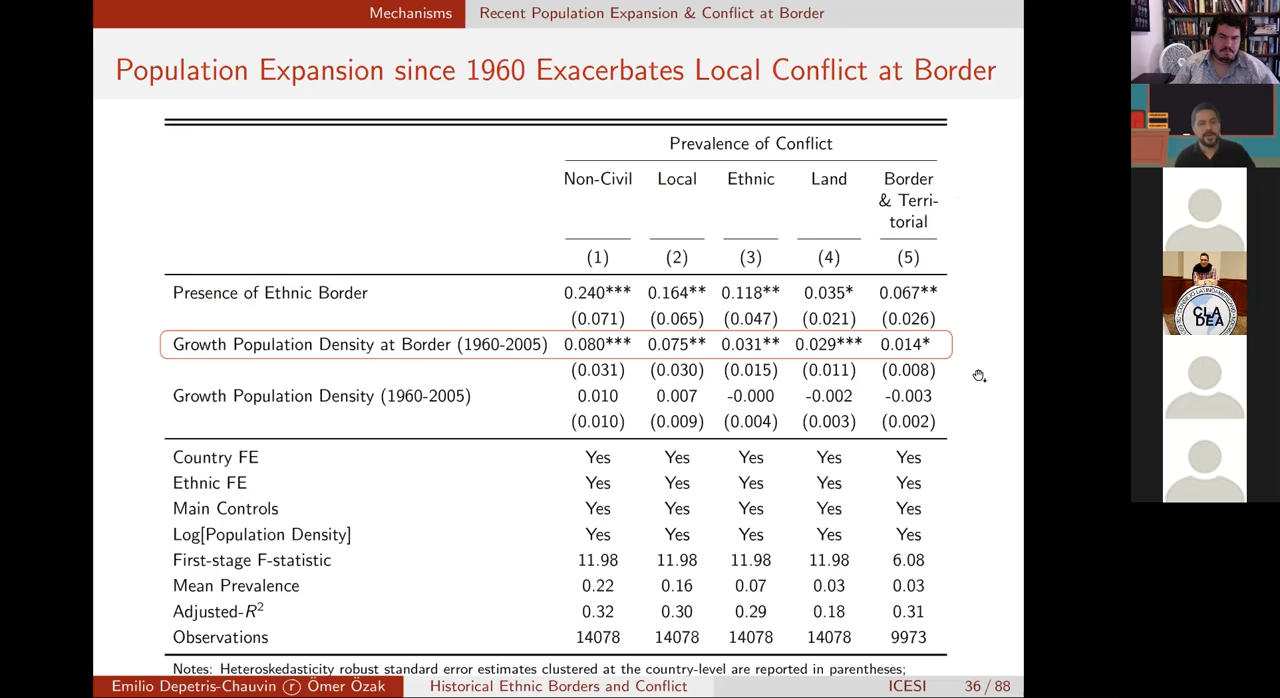 Mechanisms Recent Population Expansion & Conflict at Border
Population Expansion since 1960 Exacerbates Local Conflict at Border
Prevalence of Conflict
Non-Civil Local Ethnic Land Border
& Terri-
torial
(1) (2) (3) (4) (5)
Presence of Ethnic Border 0.240*** 0.164** 0.118** 0.035* 0.067**
(0.071) (0.065) (0.047) (0.021) (0.026)
Growth Population Density at Border (1960-2005) 0.080*** 0.075** 0.031** 0.029*** 0.014*
(0.031) (0.030) (0.015) (0.011) (0.008)
Growth Population Density (1960-2005) 0.010 0.007 -0.000 -0.002 -0.003
(0.010) (0.009) (0.004) (0.003) (0.002)
Country FE Yes Yes Yes Yes Yes
Ethnic FE Yes Yes Yes Yes Yes
Main Controls Yes Yes Yes Yes Yes
Log[Population Density] Yes Yes Yes Yes Yes
First-stage F-statistic 11.98 11.98 11.98 11.98 6.08
Mean Prevalence 0.22 0.16 0.07 0.03 0.03
Adjusted-R² 0.32 0.30 0.29 0.18 0.31
Observations 14078 14078 14078 14078 9973
Notes: Heteroskedasticity robust standard error estimates clustered at the country-level are reported in parentheses;
Emilio Depetris-Chauvin ⓡ Ömer Özak Historical Ethnic Borders and Conflict ICESI 36 / 88
CLA
DEA